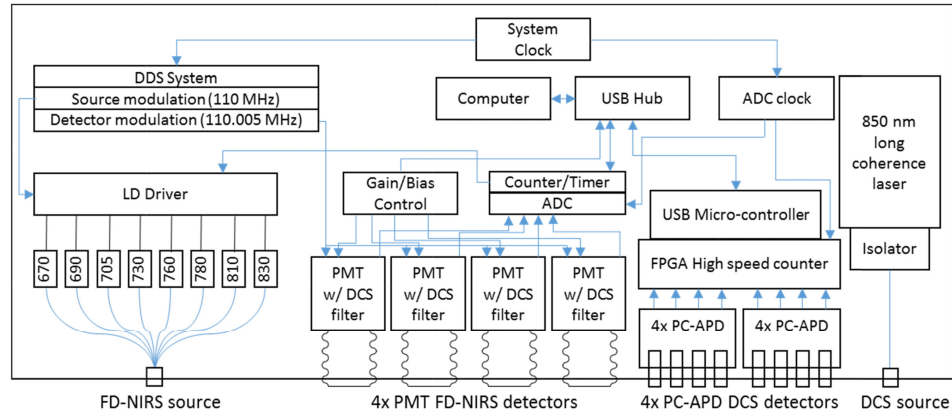 System
Clock
DDS System
Source modulation (110 MHz)
Detector modulation (110.005 MHz)
Computer
USB Hub
ADC clock
850 nm
long
coherence
laser
LD Driver
Gain/Bias
Control
Counter/Timer
ADC
USB Micro-controller
FPGA High speed counter
Isolator
670
690
705
730
760
780
810
830
PMT
w/ DCS
filter
PMT
w/ DCS
filter
PMT
w/ DCS
filter
PMT
w/ DCS
filter
4x PC-APD
4x PC-APD
FD-NIRS source
4x PMT FD-NIRS detectors
4x PC-APD DCS detectors
DCS source